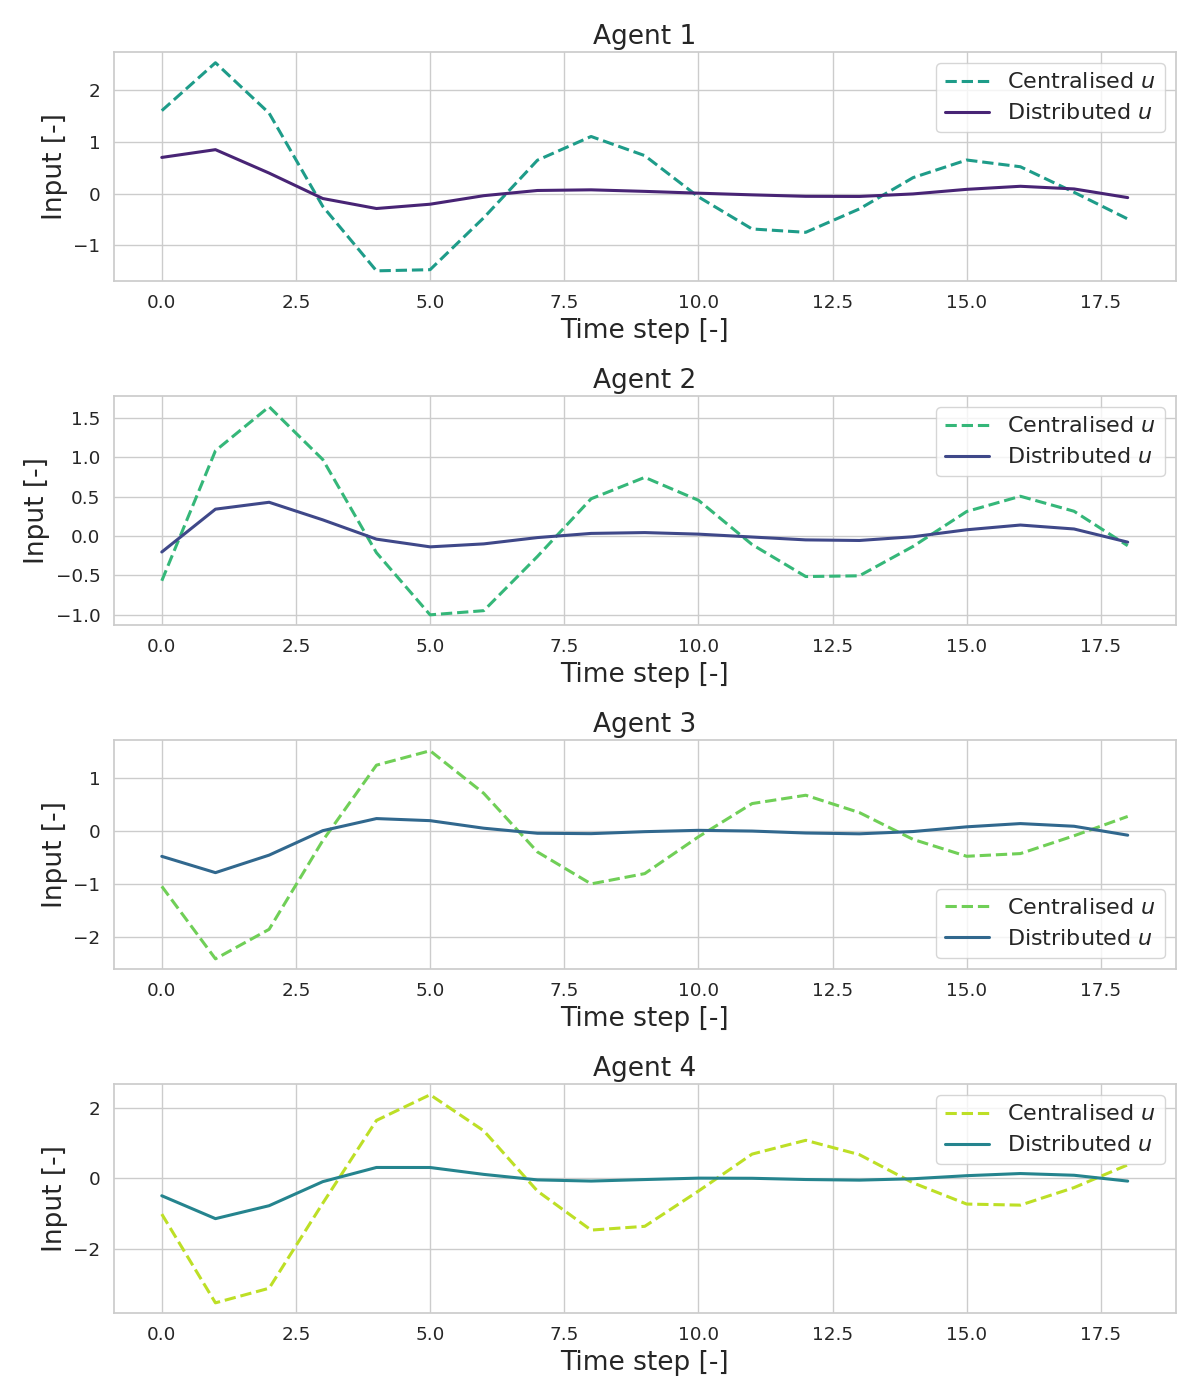 Agent 1
Input [-]
2
1
0
−1
Centralised u
Distributed u
0.0 2.5 5.0 7.5 10.0 12.5 15.0 17.5
Time step [-]
Agent 2
Input [-]
1.5
1.0
0.5
0.0
−0.5
−1.0
Centralised u
Distributed u
0.0 2.5 5.0 7.5 10.0 12.5 15.0 17.5
Time step [-]
Agent 3
Input [-]
1
0
−1
−2
Centralised u
Distributed u
0.0 2.5 5.0 7.5 10.0 12.5 15.0 17.5
Time step [-]
Agent 4
Input [-]
2
0
−2
Centralised u
Distributed u
0.0 2.5 5.0 7.5 10.0 12.5 15.0 17.5
Time step [-]